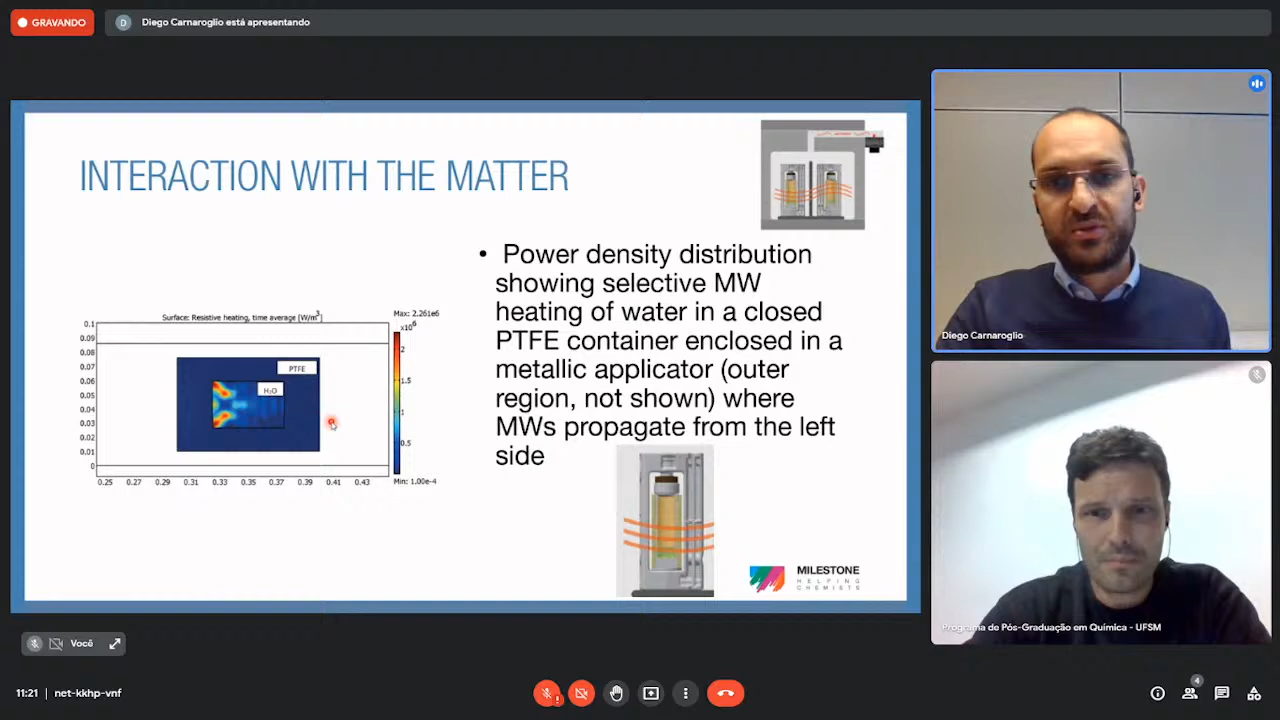 GRAVANDO
D
Diego Carnaroglio está apresentando
INTERACTION WITH THE MATTER
• Power density distribution
showing selective MW
heating of water in a closed
PTFE container enclosed in a
metallic applicator (outer
region, not shown) where
MWs propagate from the left
side
Surface: Resistive heating, time average [W/m³]
Max: 2.261e6
x10⁶
0.1
0.09
0.08
0.07
0.06
0.05
0.04
0.03
0.02
0.01
0
PTFE
H₂O
2
1.5
1
0.5
0.25 0.27 0.29 0.31 0.33 0.35 0.37 0.39 0.41 0.43
Min: 1.00e-4
MILESTONE
HELPING
CHEMISTS
Diego Carnaroglio
Programa de Pós-Graduação em Química - UFSM
Você
11:21 | net-kkhp-vnf
4